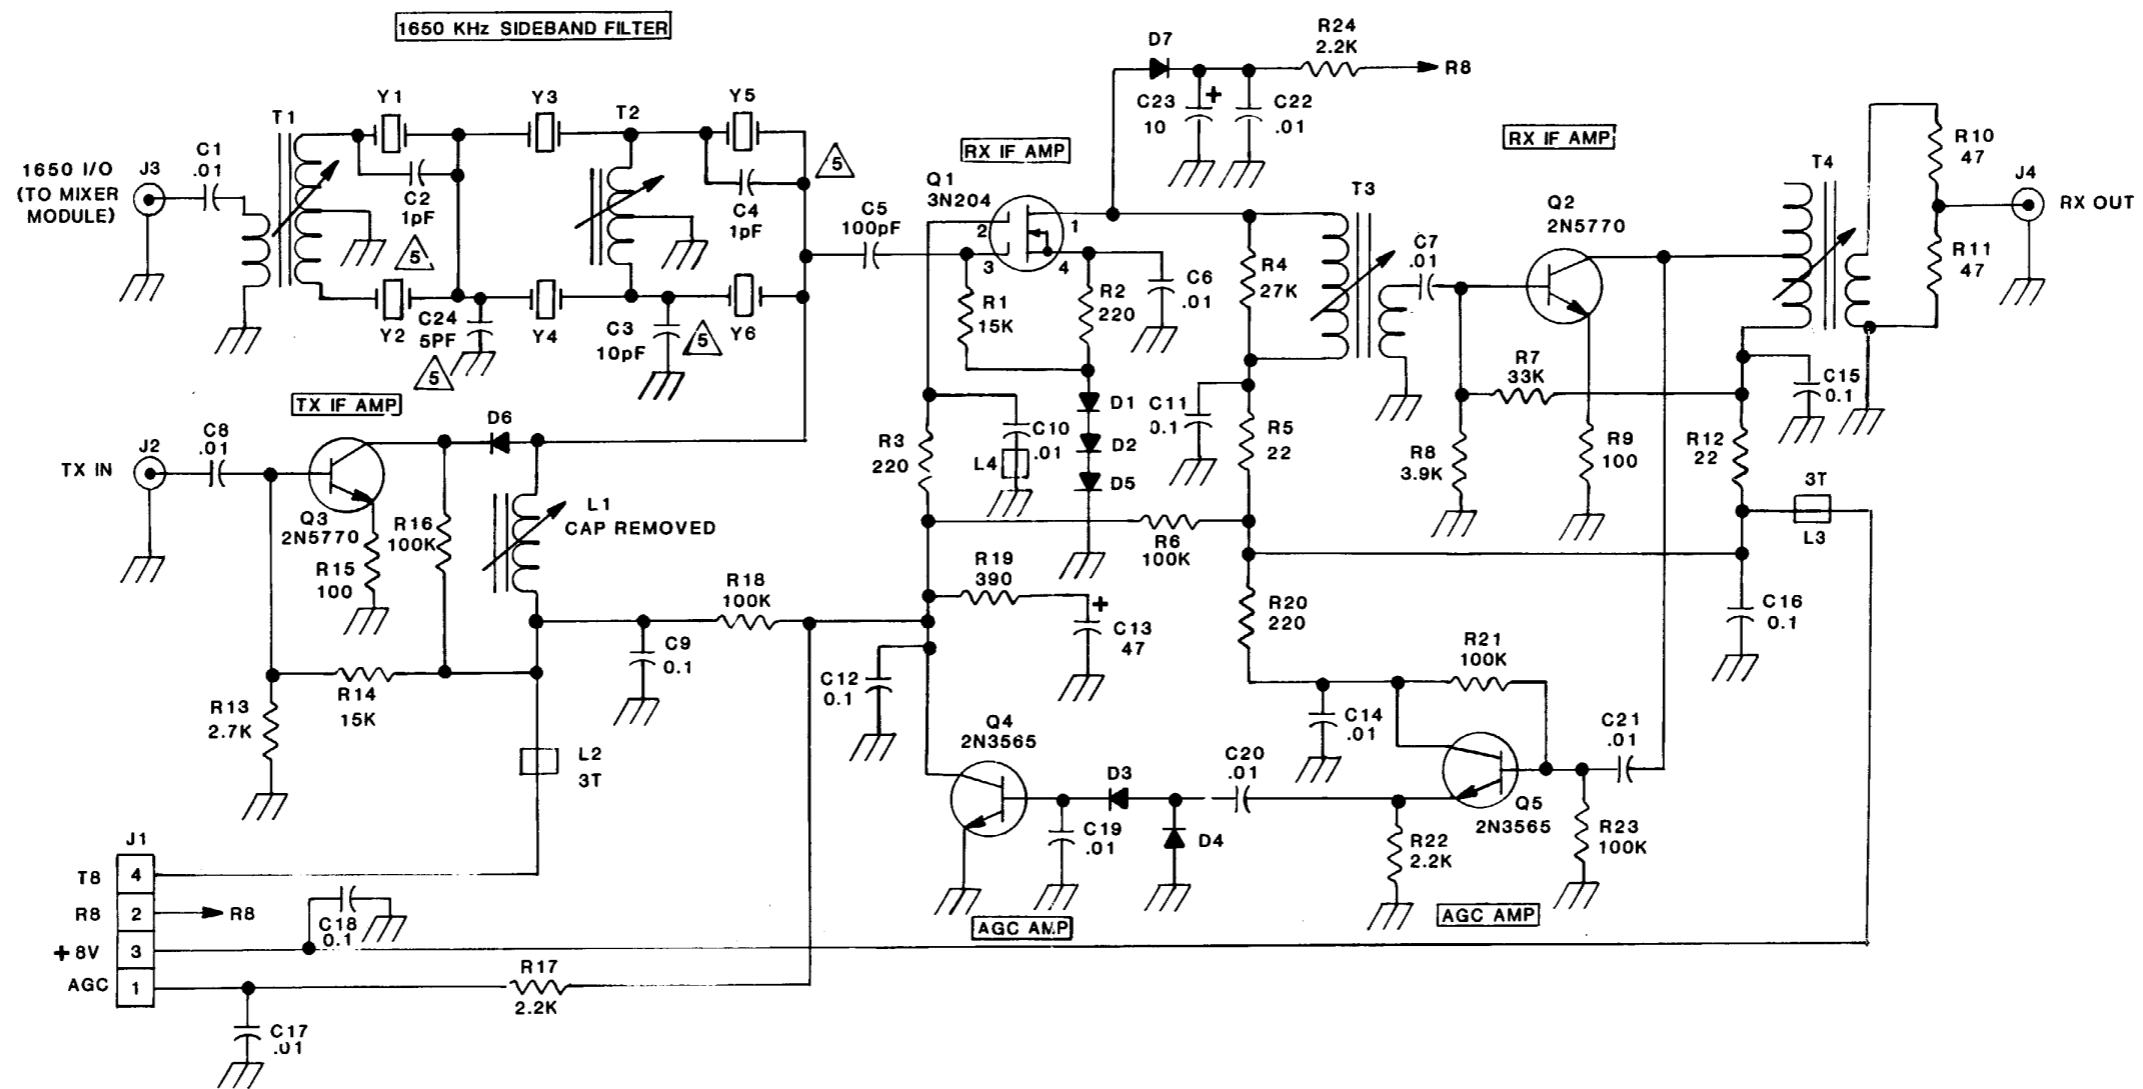 1650 KHz SIDEBAND FILTER
1650 I/O
(TO MIXER
MODULE)
J3
C1
.01
T1
Y1
C2
1pF
5
Y2
C24
5PF
5
Y3
Y4
T2
C3
10pF
5
Y5
C4
1pF
5
Y6
C5
100pF
RX IF AMP
Q1
3N204
2
3
1
4
D7
C23
+
10
C22
.01
R24
2.2K
R8
R1
15K
R2
220
C6
.01
R4
27K
T3
C7
.01
RX IF AMP
Q2
2N5770
T4
R10
47
R11
47
J4
RX OUT
TX IF AMP
TX IN
J2
C8
.01
Q3
2N5770
R15
100
R16
100K
D6
L1
CAP REMOVED
R13
2.7K
R14
15K
L2
3T
C9
0.1
R18
100K
R3
220
C10
.01
L4
D1
D2
D5
C11
0.1
R5
22
R6
100K
R19
390
+
C13
47
C12
0.1
R7
33K
R8
3.9K
R9
100
R12
22
C15
0.1
3T
L3
C16
0.1
R20
220
R21
100K
C14
.01
C21
.01
Q4
2N3565
C19
.01
D3
D4
C20
.01
Q5
2N3565
R22
2.2K
R23
100K
AGC AMP
AGC AMP
J1
T8
4
R8
2
R8
+8V
3
AGC
1
C18
0.1
R17
2.2K
C17
.01